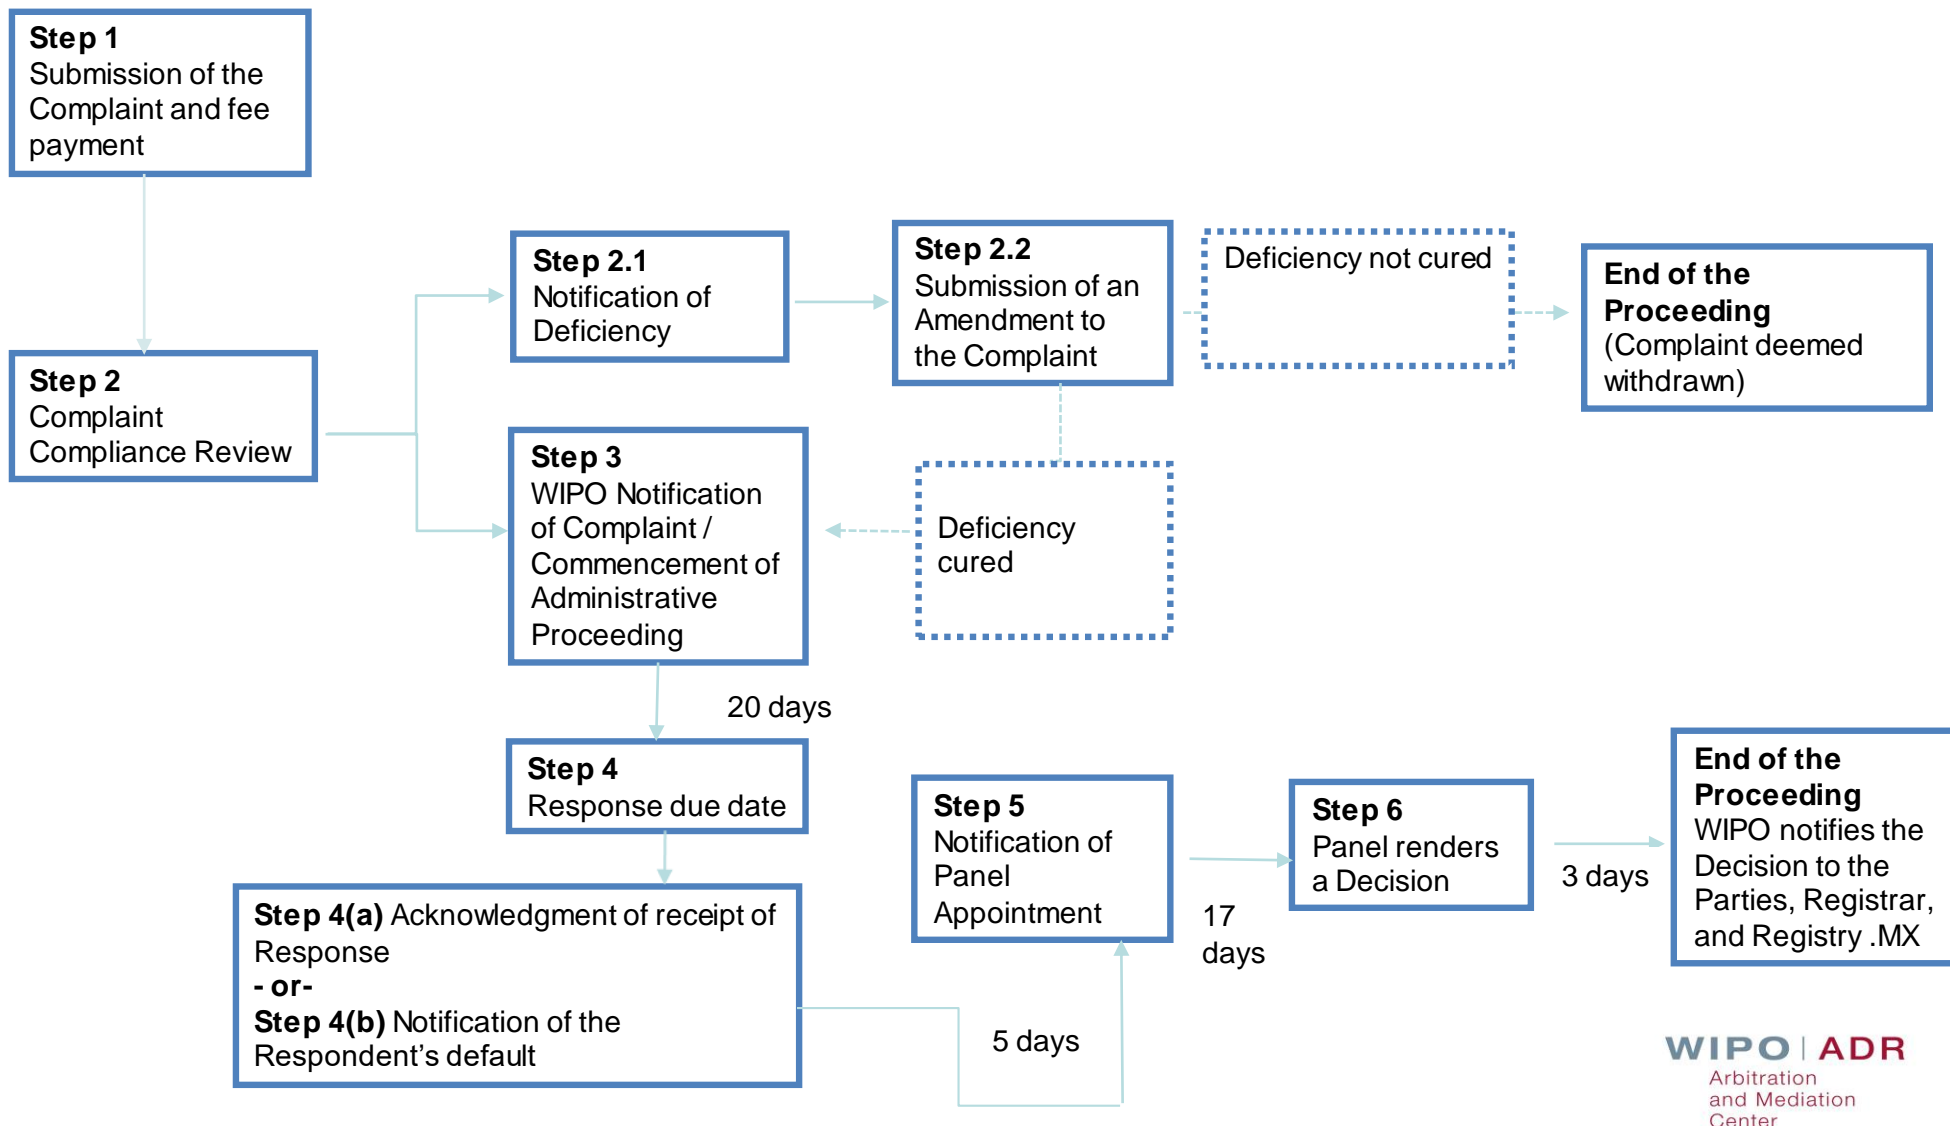 Step 1
Submission of the
Complaint and fee
payment
Step 2
Complaint
Compliance Review
Step 2.1
Notification of
Deficiency
Step 2.2
Submission of an
Amendment to
the Complaint
Deficiency not cured
End of the
Proceeding
(Complaint deemed
withdrawn)
Step 3
WIPO Notification
of Complaint /
Commencement of
Administrative
Proceeding
Deficiency
cured
20 days
Step 4
Response due date
Step 4(a) Acknowledgment of receipt of
Response
- or-
Step 4(b) Notification of the
Respondent's default
5 days
Step 5
Notification of
Panel
Appointment
17
days
Step 6
Panel renders
a Decision
3 days
End of the
Proceeding
WIPO notifies the
Decision to the
Parties, Registrar,
and Registry .MX
WIPO | ADR
Arbitration
and Mediation
Center